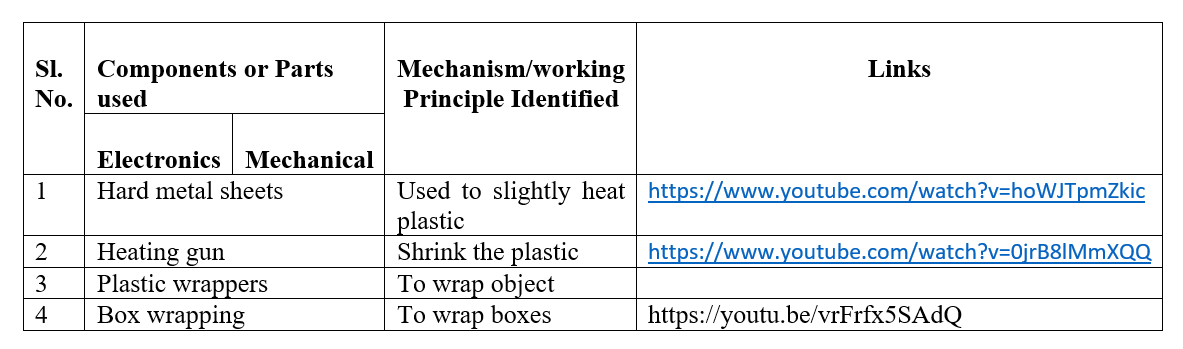 Sl. Components or Parts Mechanism/working Links
No. used Principle Identified
Electronics Mechanical
1 Hard metal sheets Used to slightly heat https://www.youtube.com/watch?v=hoWJTpmZkic
plastic
2 Heating gun Shrink the plastic https://www.youtube.com/watch?v=0jrB8lMmXQQ
3 Plastic wrappers To wrap object
4 Box wrapping To wrap boxes https://youtu.be/vrFrfx5SAdQ